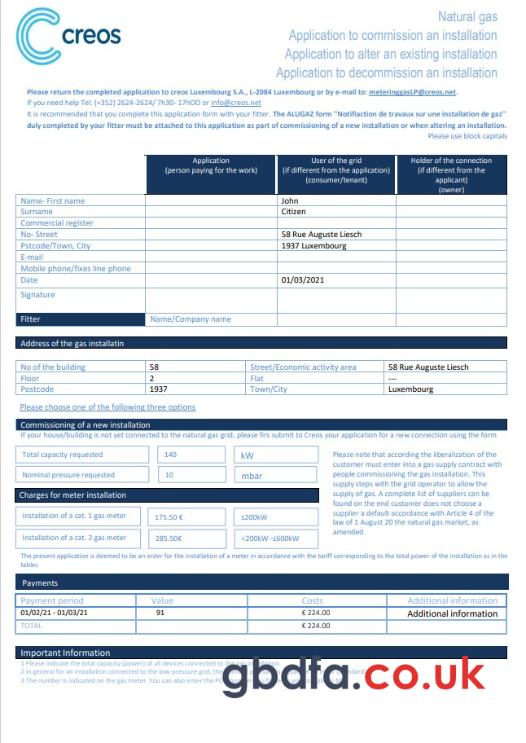 creos
Natural gas
Application to commission an installation
Application to alter an existing installation
Application to decommission an installation
Please return the completed application to creos Luxembourg S.A., L-2084 Luxembourg or by e-mail to: meteringgasLP@creos.net.
If you need help Tel: (+352) 2624-2624/ 7h30- 17hOO or info@creos.net
It is recommended that you complete this application form with your fitter. The ALUGAZ form "Notifiaction de travaux sur une installation de gaz"
duly completed by your fitter must be attached to this application as part of commissioning of a new installation or when altering an installation.
Please use block capitals
Application (person paying for the work)
User of the grid (if different from the application) (consumer/tenant)
Holder of the connection (if different from the applicant) (owner)
Name- First name John
Surname Citizen
Commercial register
No- Street 58 Rue Auguste Liesch
Pstcode/Town, City 1937 Luxembourg
E-mail
Mobile phone/fixes line phone
Date 01/03/2021
Signature
Fitter Name/Company name
Address of the gas installatin
No of the building 58 Street/Economic activity area 58 Rue Auguste Liesch
Floor 2 Flat ---
Postcode 1937 Town/City Luxembourg
Please choose one of the following three options
Commissioning of a new installation
If your house/building is not yet connected to the natural gas grid, please firs submit to Creos your application for a new connection using the form
Total capacity requested 140 kW
Nominal pressure requested 10 mbar
Charges for meter installation
Installation of a cat. 1 gas meter 175.50 € ≤200kW
Installation of a cat. 2 gas meter 285.50€ <200kW -≤600kW
Please note that according the liberalization of the
customer must enter into a gas supply contract with
people commissioning the gas installation. This
supply steps with the grid operator to allow the
supply of gas. A complete list of suppliers can be
found on the end customer does not choose a
supplier a default accordance with Article 4 of the
law of 1 August 20 the natural gas market, as
amended.
The present application is deemed to be an order for the installation of a meter in accordance with the tariff corresponding to the total power of the installation as in the
tables
Payments
Payment period Value Costs Additional information
01/02/21 - 01/03/21 91 € 224.00 Additional information
TOTAL € 224.00
Important Information
1 Please indicate the total capacity (power) of all devices connected to the gas installation.
2 In general for an installation connected to the low-pressure grid, the
3 The number is indicated on the gas meter. You can also enter the
gbdfa.co.uk